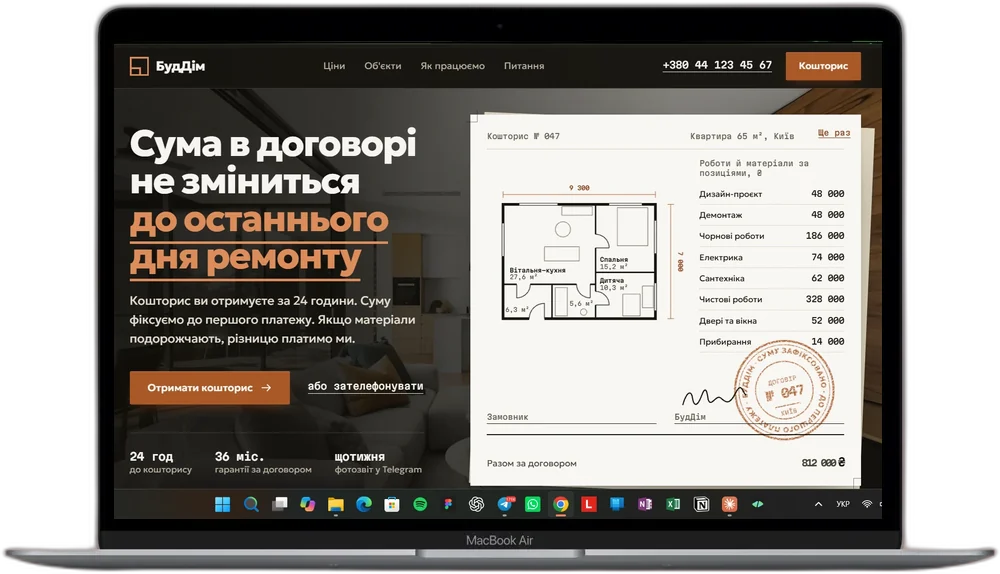 БудДім
Ціни Об'єкти Як працюємо Питання
+380 44 123 45 67
Кошторис
Сума в договорі
не зміниться
до останнього
дня ремонту
Кошторис ви отримуєте за 24 години. Суму
фіксуємо до першого платежу. Якщо матеріали
подорожчають, різницю платимо ми.
Отримати кошторис →
або зателефонувати
24 год
до кошторису
36 міс.
гарантії за договором
щотижня
фотозвіт у Telegram
Кошторис № 047
Квартира 65 м², Київ
Ще раз
Роботи й матеріали за
позиціями, ₴
Дизайн-проєкт 48 000
Демонтаж 48 000
Чорнові роботи 186 000
Електрика 74 000
Сантехніка 62 000
Чистові роботи 328 000
Двері та вікна 52 000
Прибирання 14 000
9 300
7 000
Вітальня-кухня
27,6 м²
Спальня
15,2 м²
Дитяча
10,3 м²
6,3 м²
5,6 м²
Замовник
БудДім
БУДДІМ · СУМУ ЗАФІКСОВАНО · ДО ПЕРШОГО ПЛАТЕЖУ ·
ДОГОВІР
№ 047
КИЇВ
Разом за договором
812 000 ₴
УКР
MacBook Air